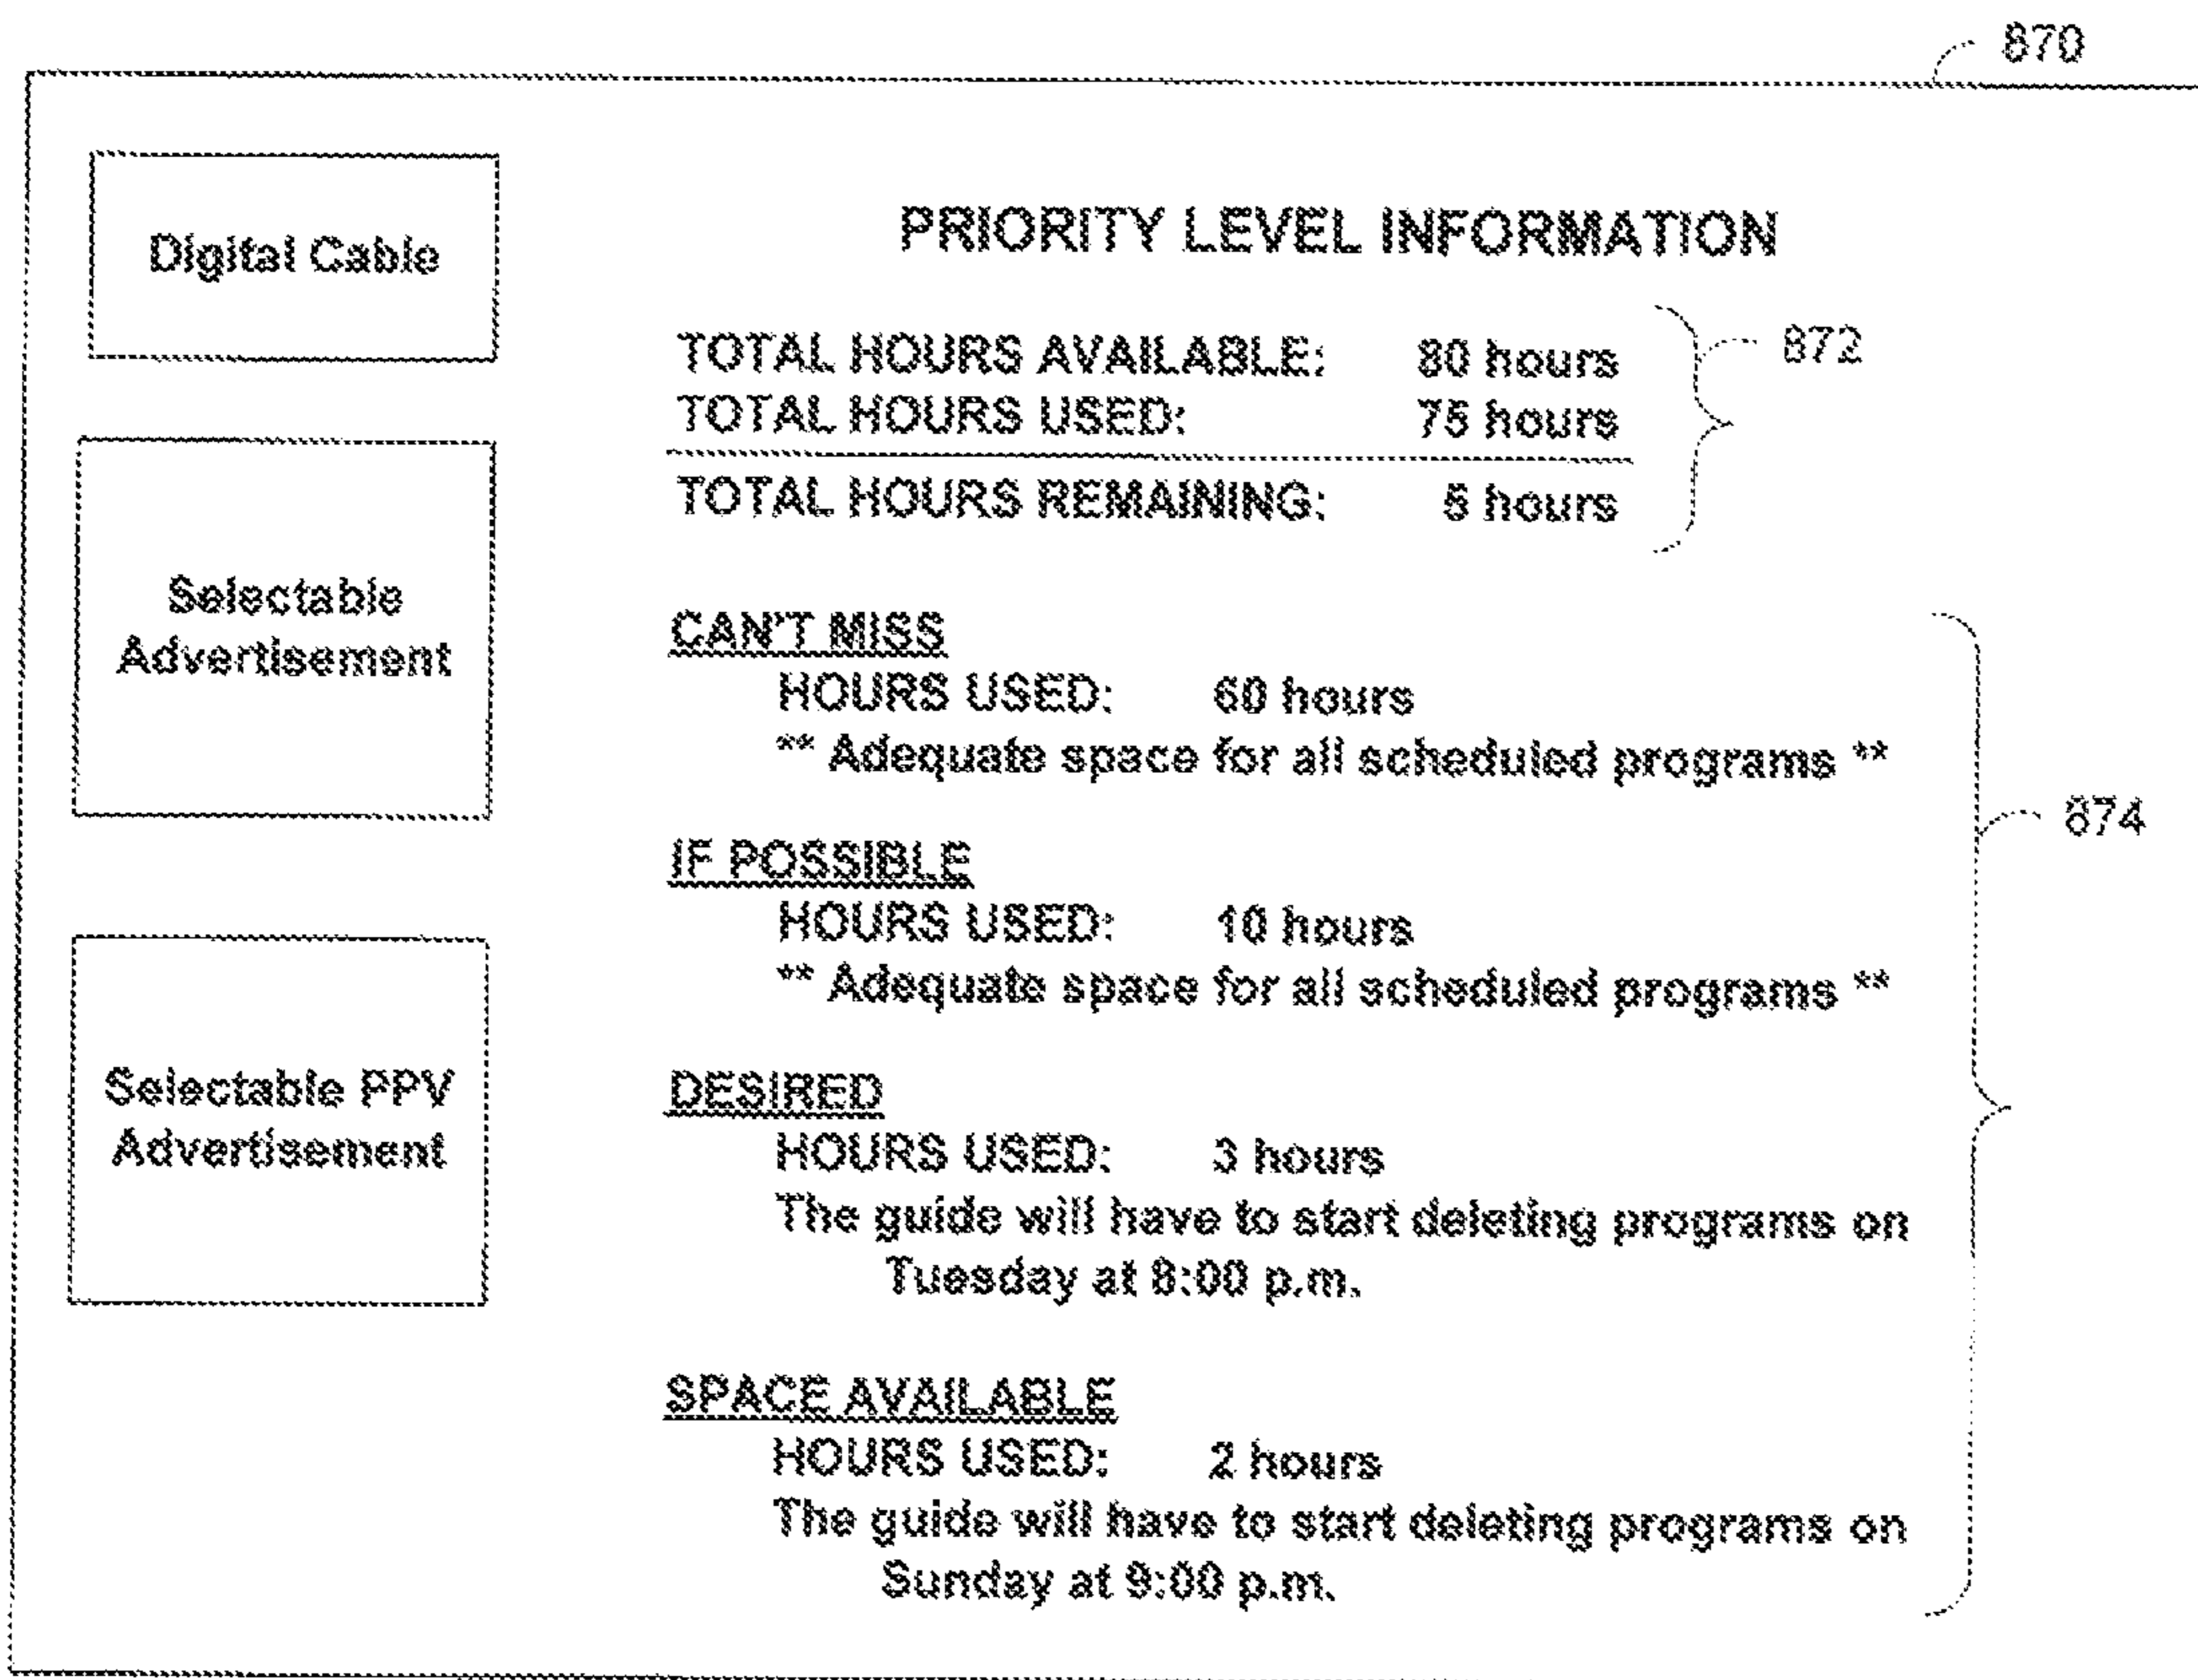 870
Digital Cable
Selectable
Advertisement
Selectable PPV
Advertisement
PRIORITY LEVEL INFORMATION
TOTAL HOURS AVAILABLE: 80 hours
TOTAL HOURS USED: 75 hours
TOTAL HOURS REMAINING: 5 hours
872
CAN'T MISS
HOURS USED: 60 hours
** Adequate space for all scheduled programs **
IF POSSIBLE
HOURS USED: 10 hours
** Adequate space for all scheduled programs **
DESIRED
HOURS USED: 3 hours
The guide will have to start deleting programs on
Tuesday at 8:00 p.m.
SPACE AVAILABLE
HOURS USED: 2 hours
The guide will have to start deleting programs on
Sunday at 9:00 p.m.
874